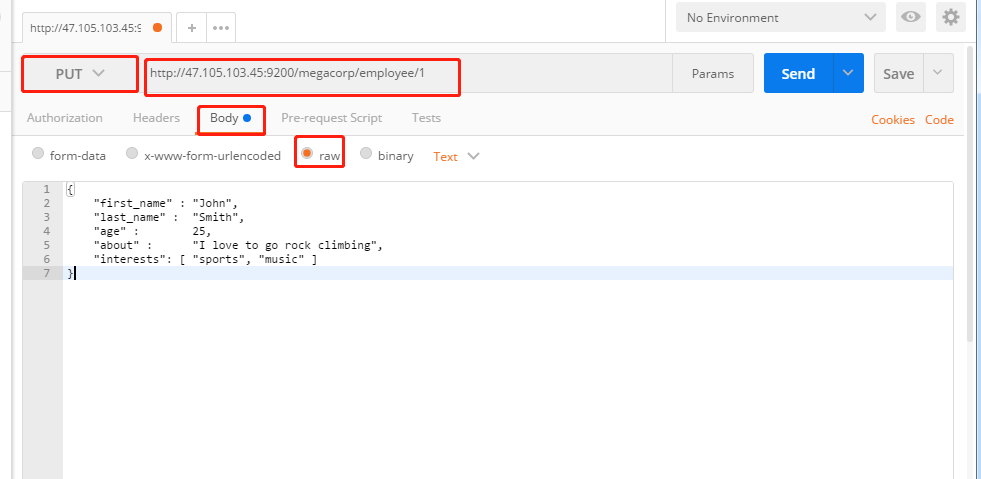 http://47.105.103.45:9
No Environment
PUT
http://47.105.103.45:9200/megacorp/employee/1
Params
Send
Save
Authorization
Headers
Body
Pre-request Script
Tests
Cookies
Code
form-data
x-www-form-urlencoded
raw
binary
Text
1 {
2 "first_name" : "John",
3 "last_name" : "Smith",
4 "age" : 25,
5 "about" : "I love to go rock climbing",
6 "interests": [ "sports", "music" ]
7 }